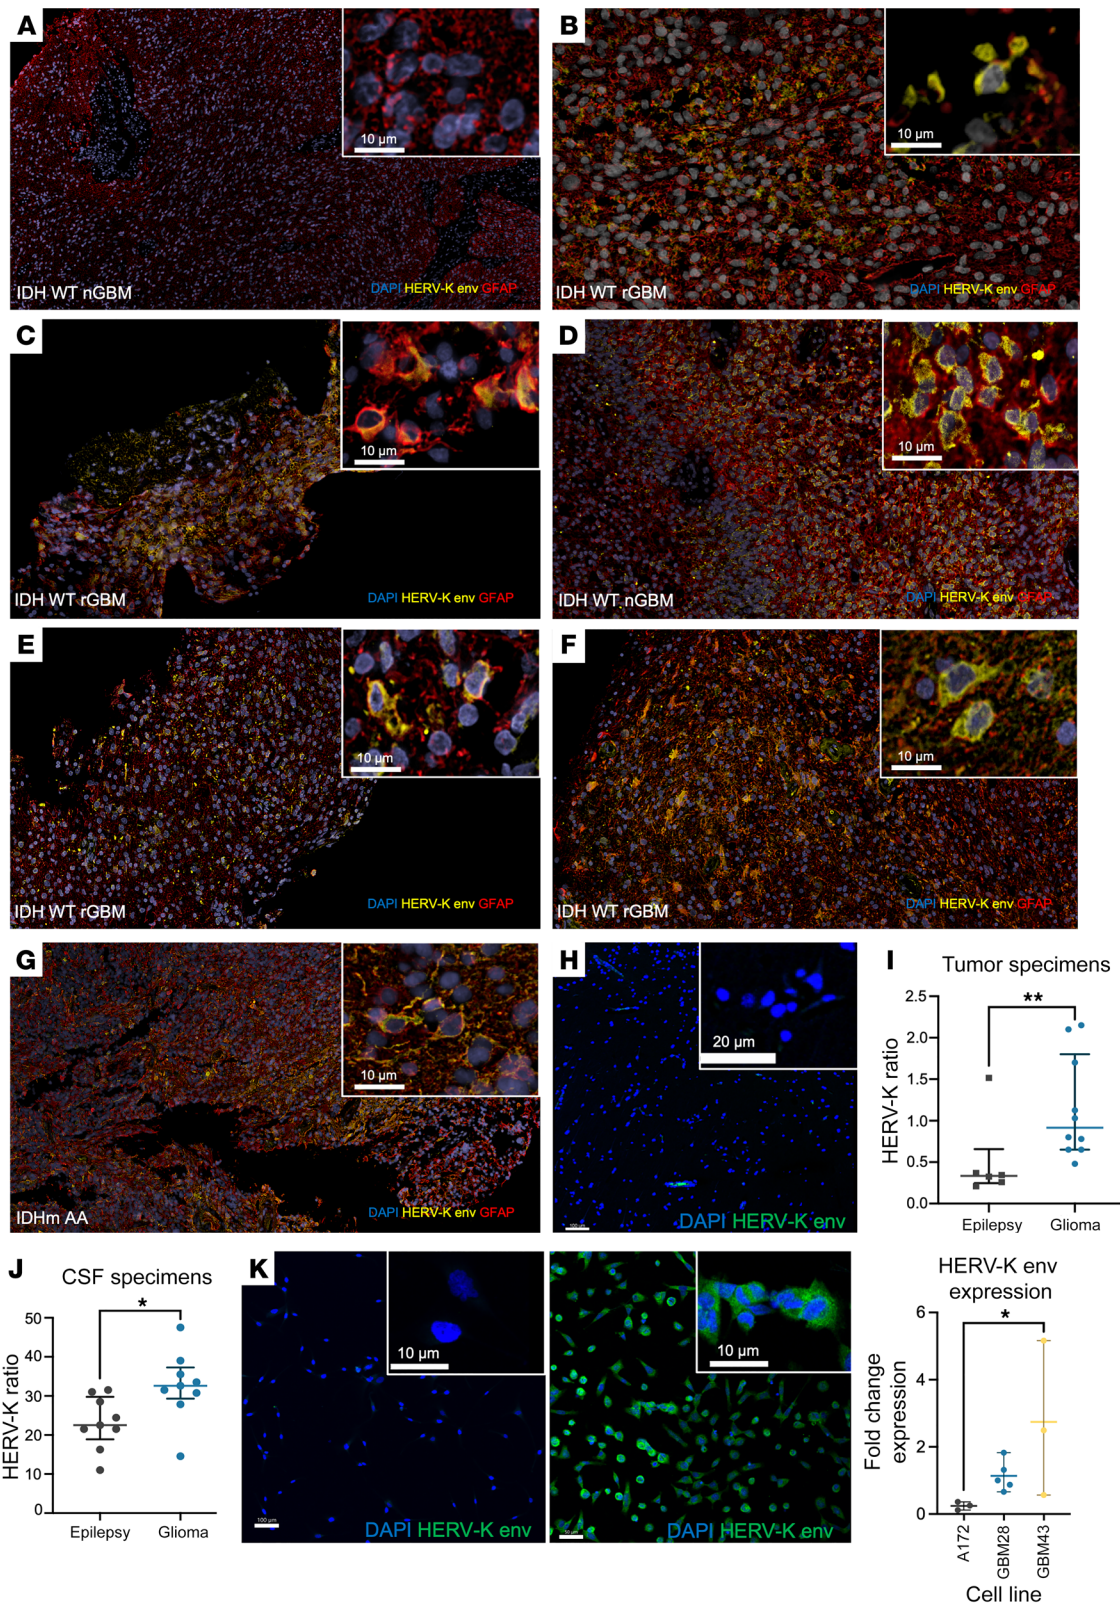 A
10 µm
IDH WT nGBM
DAPI HERV-K env GFAP
B
10 µm
IDH WT rGBM
DAPI HERV-K env GFAP
C
10 µm
IDH WT rGBM
DAPI HERV-K env GFAP
D
10 µm
IDH WT nGBM
DAPI HERV-K env GFAP
E
10 µm
IDH WT rGBM
DAPI HERV-K env GFAP
F
10 µm
IDH WT rGBM
DAPI HERV-K env GFAP
G
10 µm
IDHm AA
DAPI HERV-K env GFAP
H
20 µm
100 µm
DAPI HERV-K env
I
Tumor specimens
**
2.5
2.0
1.5
1.0
0.5
0.0
HERV-K ratio
Epilepsy
Glioma
J
CSF specimens
*
50
40
30
20
10
0
HERV-K ratio
Epilepsy
Glioma
K
10 µm
100 µm
DAPI HERV-K env
10 µm
50 µm
DAPI HERV-K env
HERV-K env
expression
*
6
4
2
0
Fold change
expression
A172
GBM28
GBM43
Cell line